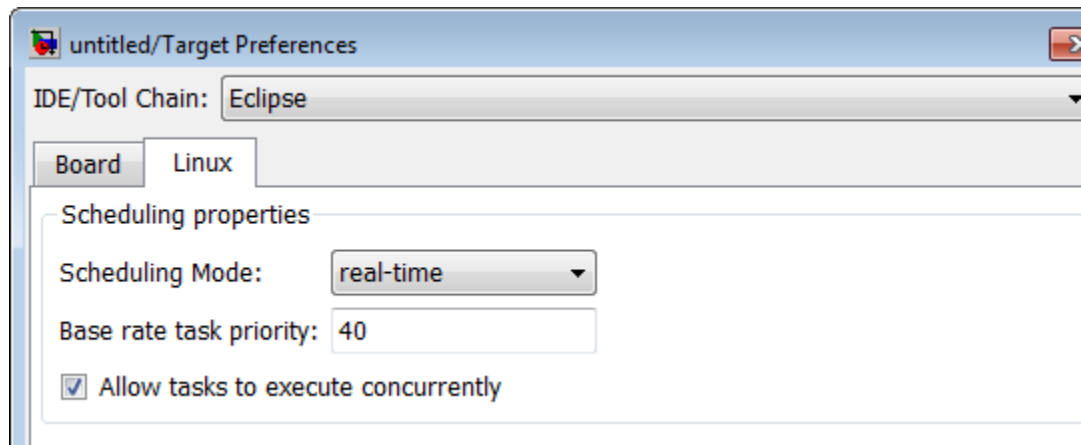 untitled/Target Preferences
IDE/Tool Chain: Eclipse
Board Linux
Scheduling properties
Scheduling Mode: real-time
Base rate task priority: 40
Allow tasks to execute concurrently